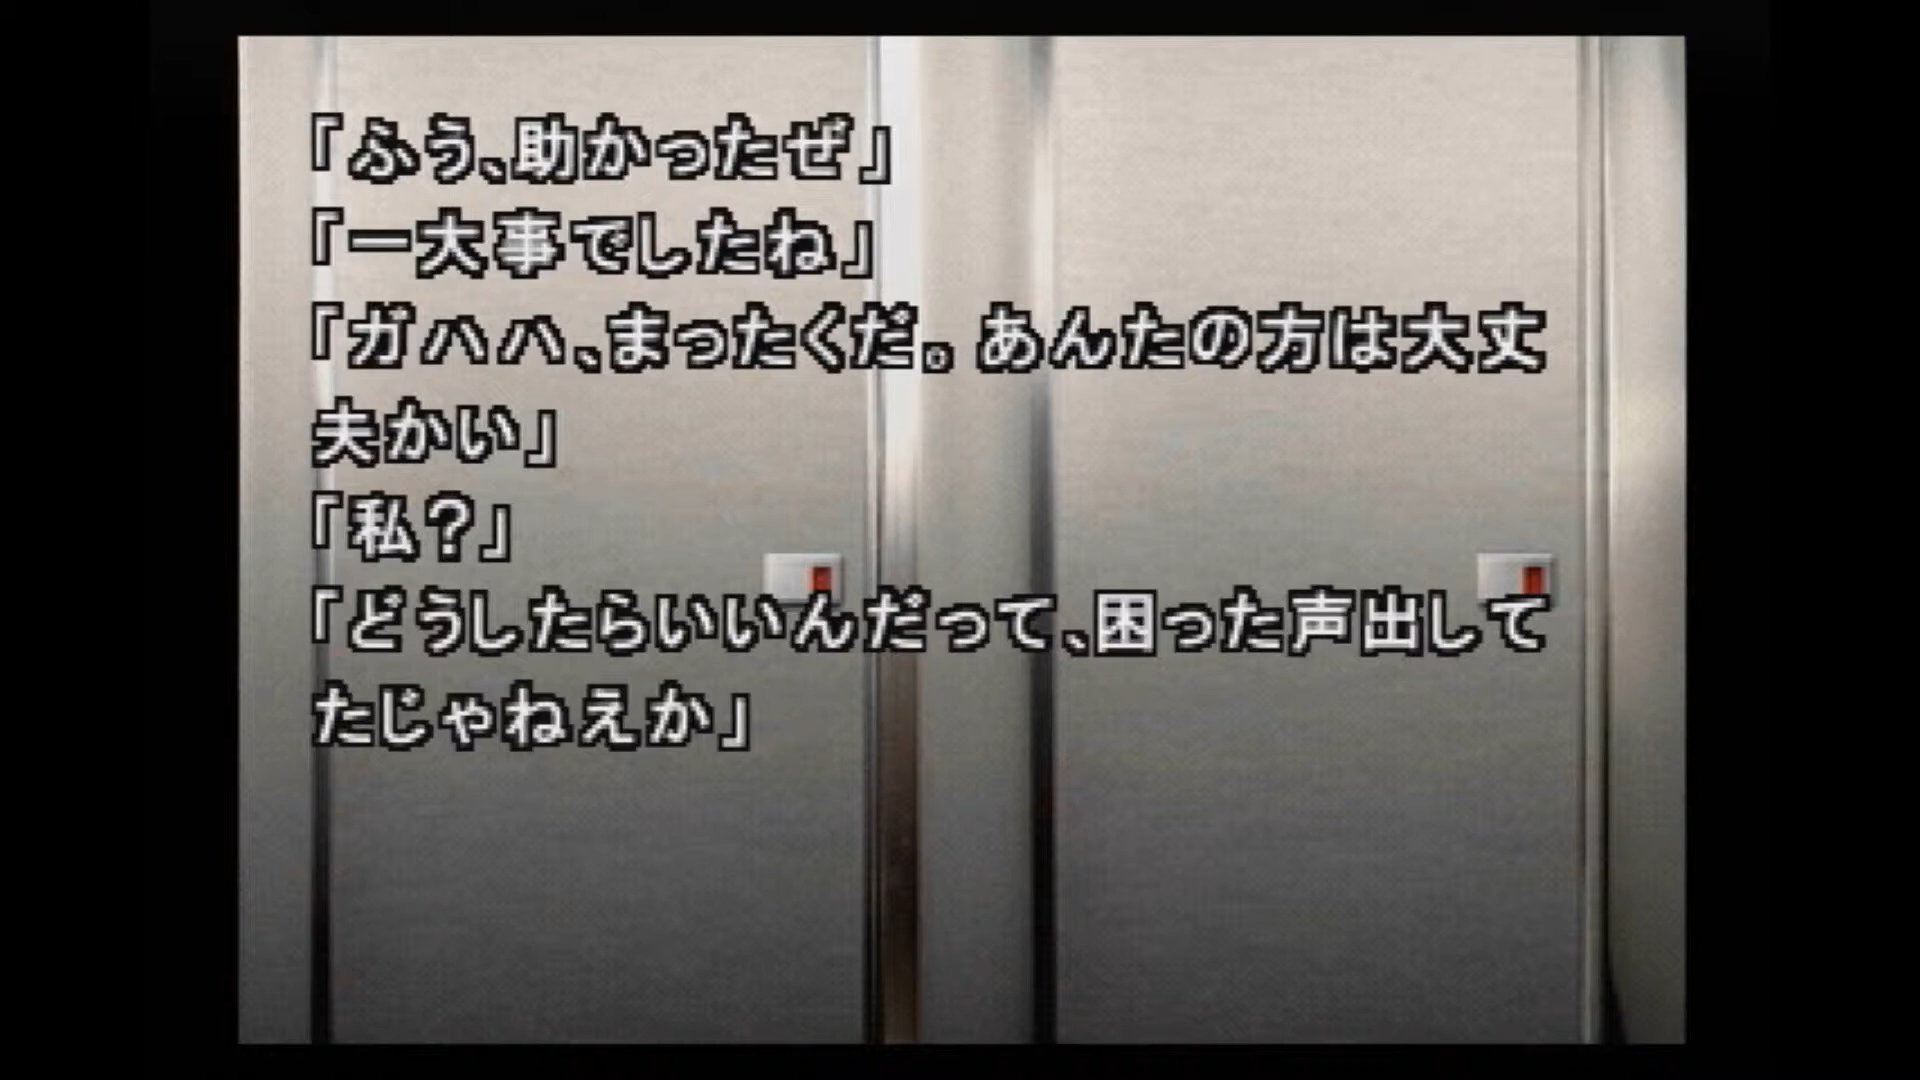 「ふう、助かったぜ」
「一大事でしたね」
「ガハハ、まったくだ。あんたの方は大丈
夫かい」
「私？」
「どうしたらいいんだって、困った声出して
たじゃねえか」